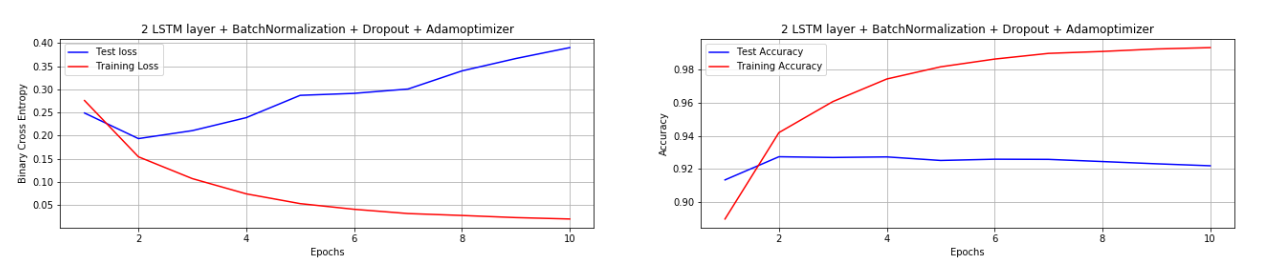 2 LSTM layer + BatchNormalization + Dropout + Adamoptimizer
Test loss
Training Loss
0.40
0.35
0.30
0.25
0.20
0.15
0.10
0.05
Binary Cross Entropy
2
4
6
8
10
Epochs
2 LSTM layer + BatchNormalization + Dropout + Adamoptimizer
Test Accuracy
Training Accuracy
0.98
0.96
0.94
0.92
0.90
Accuracy
2
4
6
8
10
Epochs